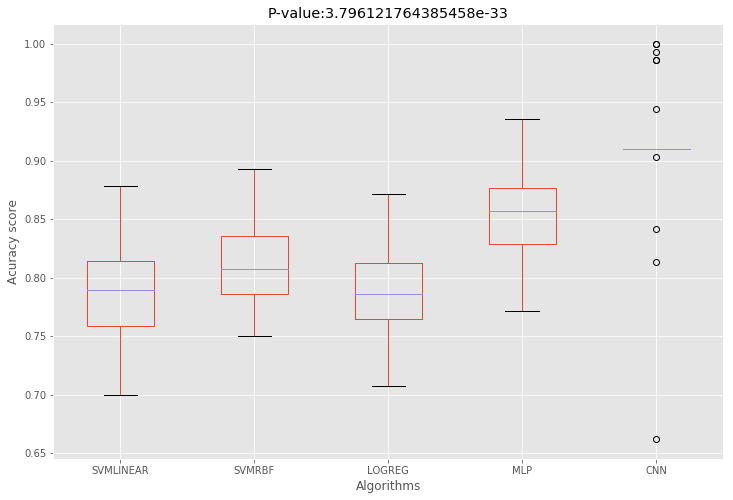 P-value:3.796121764385458e-33
1.00
0.95
0.90
0.85
0.80
0.75
0.70
0.65
Acuracy score
SVMLINEAR
SVMRBF
LOGREG
MLP
CNN
Algorithms